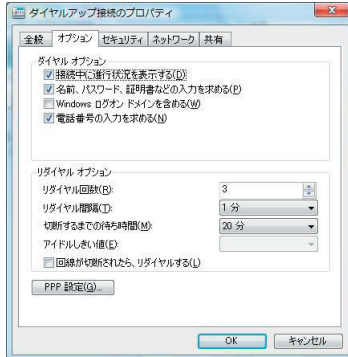 ダイヤルアップ接続のプロパティ
全般 オプション セキュリティ ネットワーク 共有
ダイヤル オプション
接続中に進行状況を表示する(D)
名前、パスワード、証明書などの入力を求める(P)
Windows ログオン ドメインを含める(W)
電話番号の入力を求める(N)
リダイヤル オプション
リダイヤル回数(R): 3
リダイヤル間隔(T): 1 分
切断するまでの待ち時間(M): 20 分
アイドルしきい値(E):
回線が切断されたら、リダイヤルする(L)
PPP 設定(G)...
OK キャンセル